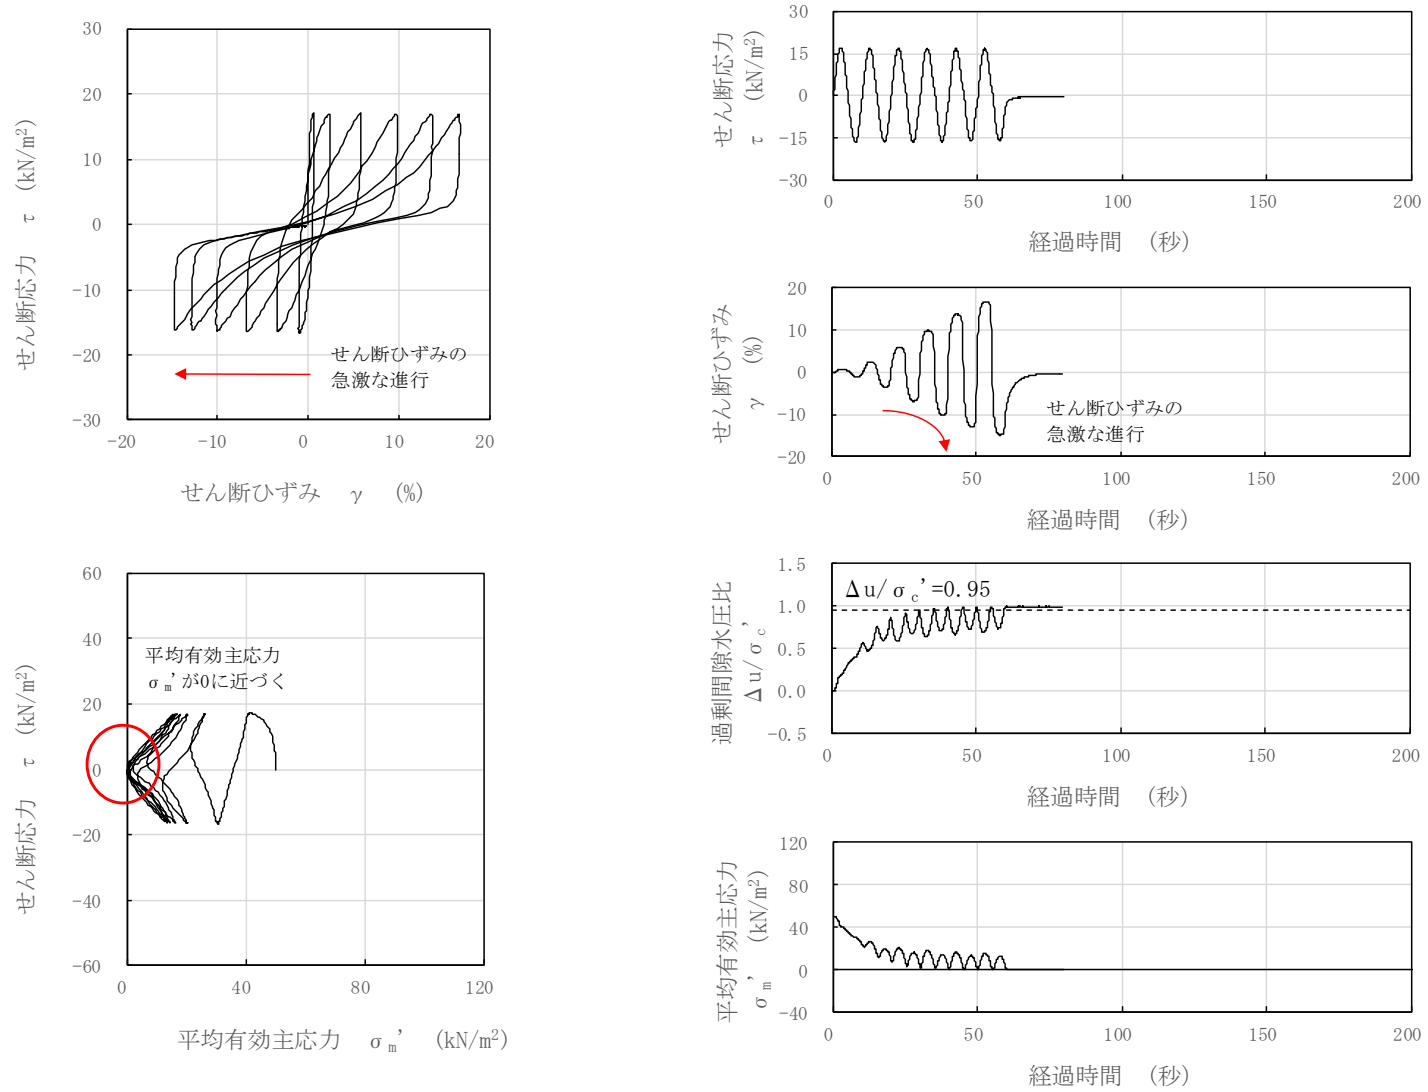 せん断応力 τ (kN/m²)
30
20
10
0
-10
-20
-30
せん断ひずみの
急激な進行
-20 -10 0 10 20
せん断ひずみ γ (%)
せん断応力 τ (kN/m²)
60
40
20
0
-20
-40
-60
平均有効主応力
σm'が0に近づく
0 40 80 120
平均有効主応力 σm' (kN/m²)
せん断応力
τ (kN/m²)
30
15
0
-15
-30
0 50 100 150 200
経過時間 (秒)
せん断ひずみ
γ (%)
20
10
0
-10
-20
せん断ひずみの
急激な進行
0 50 100 150 200
経過時間 (秒)
過剰間隙水圧比
Δu/σc'
1.5
1.0
0.5
0.0
-0.5
Δu/σc'=0.95
0 50 100 150 200
経過時間 (秒)
平均有効主応力
σm' (kN/m²)
120
80
40
0
-40
0 50 100 150 200
経過時間 (秒)